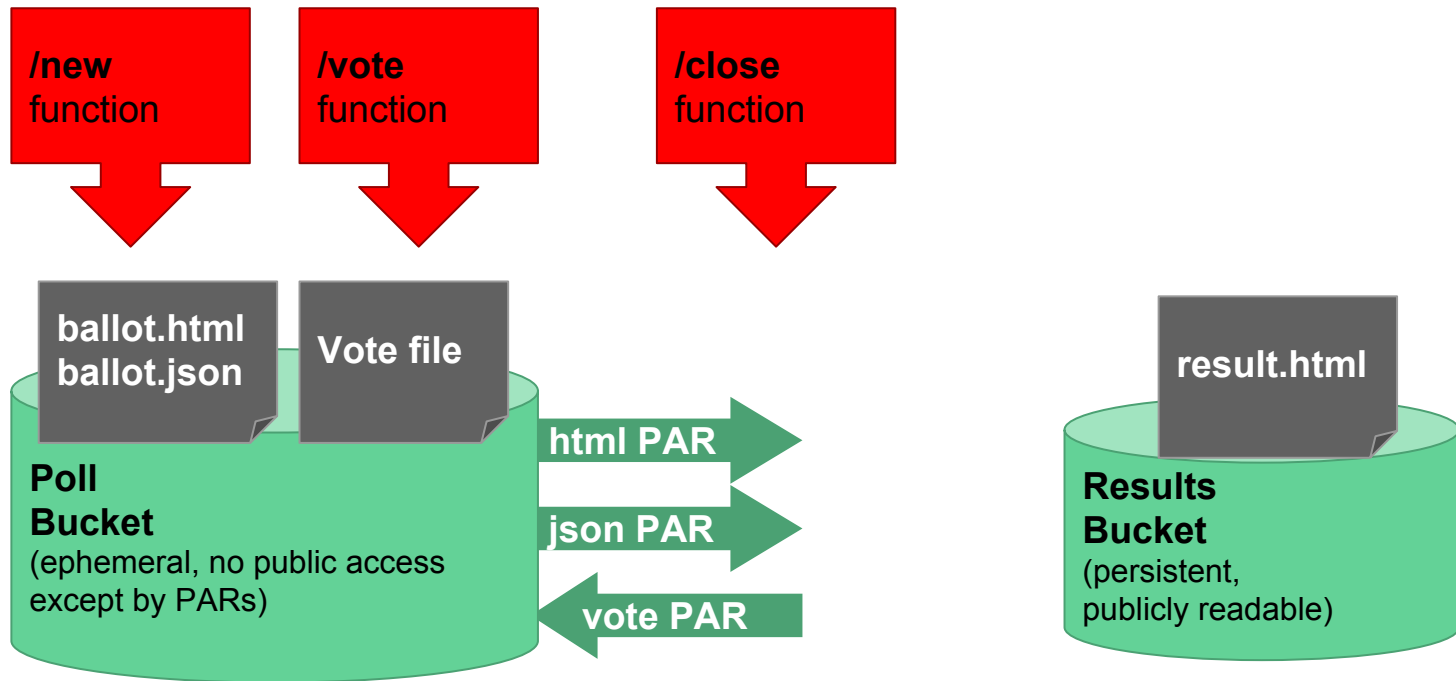 /new
function
/vote
function
/close
function
ballot.html
ballot.json
Vote file
result.html
html PAR
json PAR
vote PAR
Poll
Bucket
(ephemeral, no public access
except by PARs)
Results
Bucket
(persistent,
publicly readable)